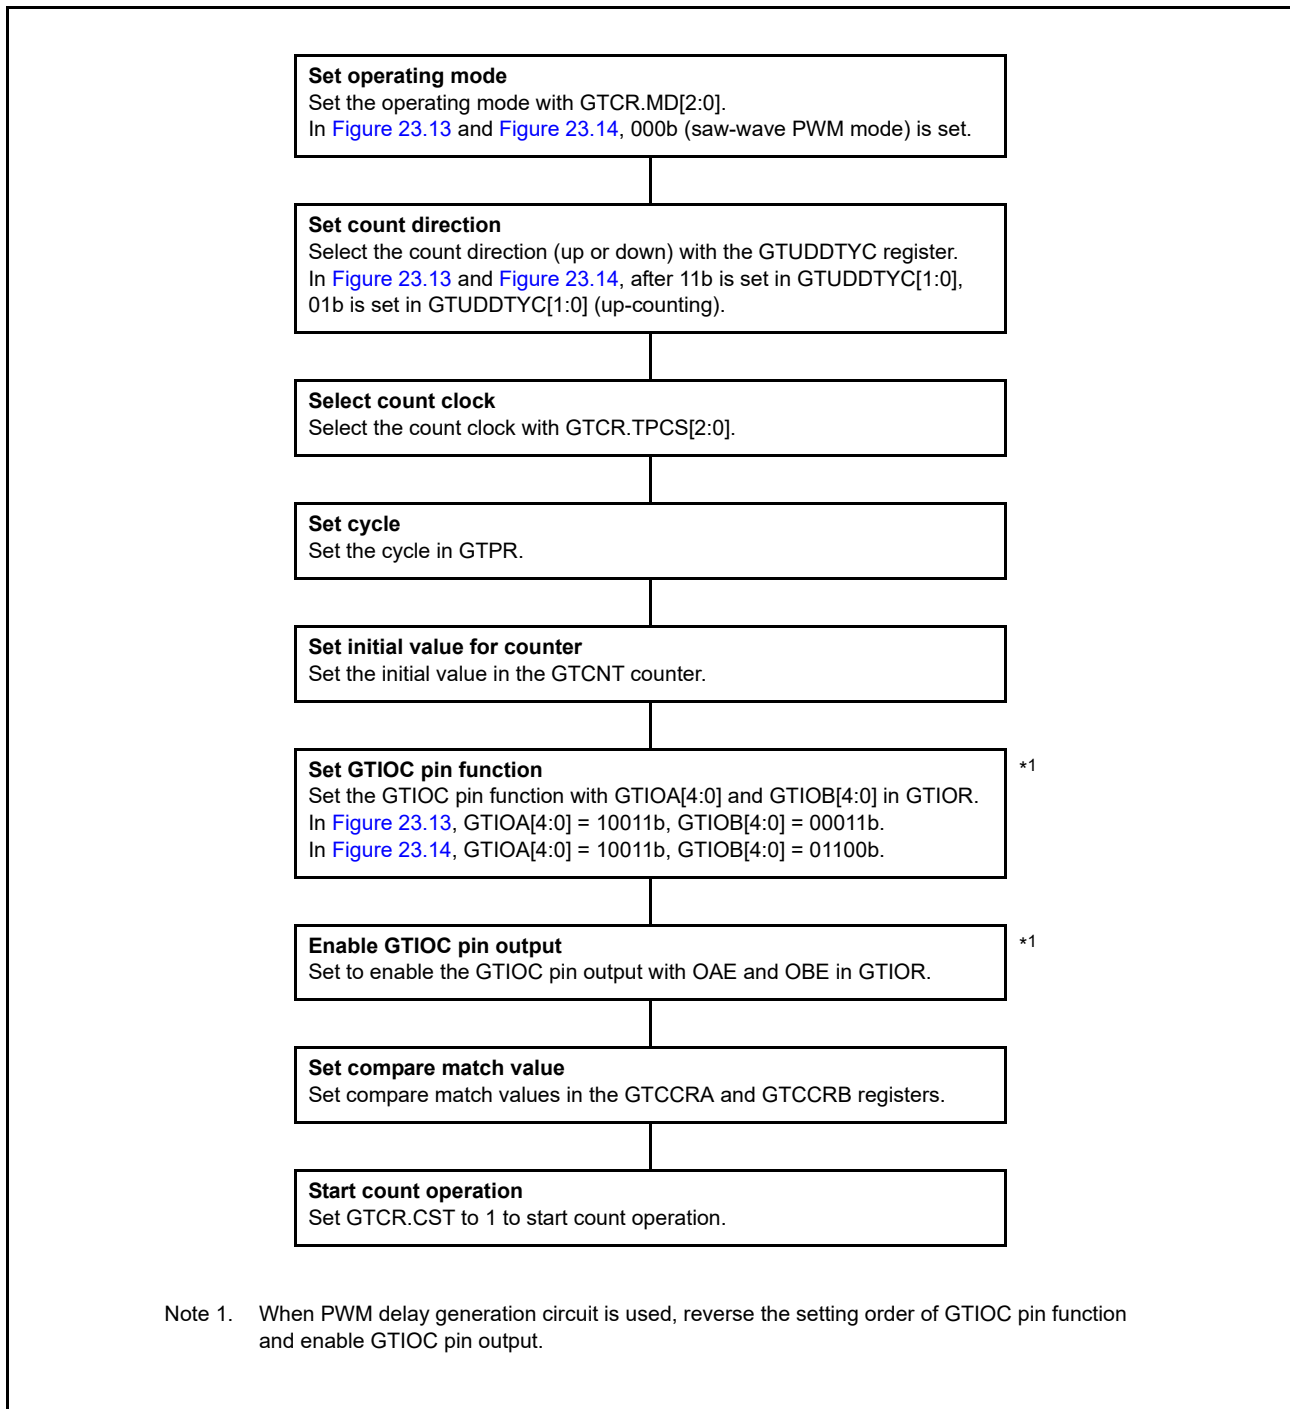 Set operating mode
Set the operating mode with GTCR.MD[2:0].
In Figure 23.13 and Figure 23.14, 000b (saw-wave PWM mode) is set.
Set count direction
Select the count direction (up or down) with the GTUDDTYC register.
In Figure 23.13 and Figure 23.14, after 11b is set in GTUDDTYC[1:0],
01b is set in GTUDDTYC[1:0] (up-counting).
Select count clock
Select the count clock with GTCR.TPCS[2:0].
Set cycle
Set the cycle in GTPR.
Set initial value for counter
Set the initial value in the GTCNT counter.
Set GTIOC pin function *1
Set the GTIOC pin function with GTIOA[4:0] and GTIOB[4:0] in GTIOR.
In Figure 23.13, GTIOA[4:0] = 10011b, GTIOB[4:0] = 00011b.
In Figure 23.14, GTIOA[4:0] = 10011b, GTIOB[4:0] = 01100b.
Enable GTIOC pin output *1
Set to enable the GTIOC pin output with OAE and OBE in GTIOR.
Set compare match value
Set compare match values in the GTCCRA and GTCCRB registers.
Start count operation
Set GTCR.CST to 1 to start count operation.
Note 1. When PWM delay generation circuit is used, reverse the setting order of GTIOC pin function
and enable GTIOC pin output.